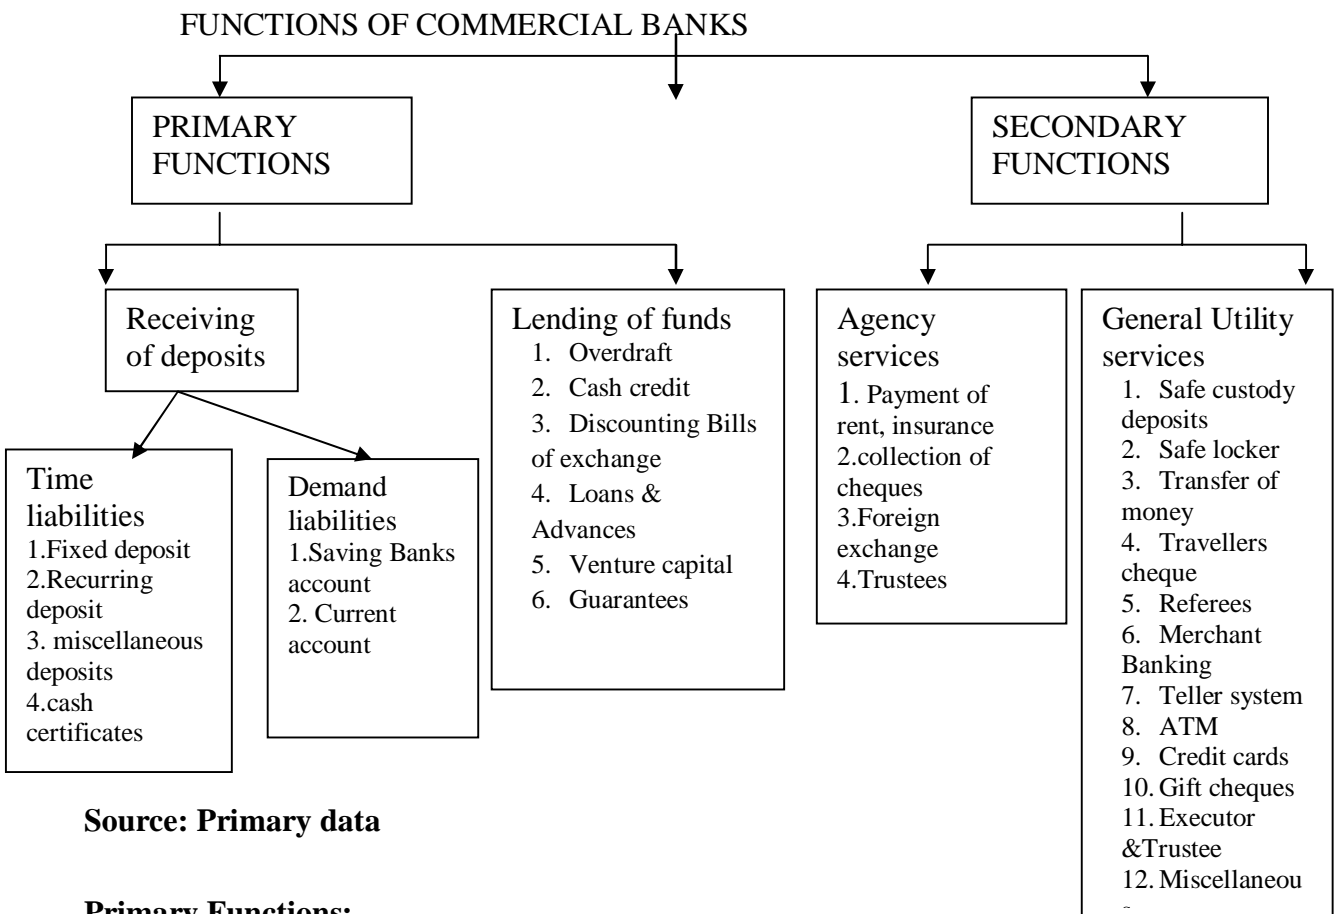 FUNCTIONS OF COMMERCIAL BANKS
PRIMARY
FUNCTIONS
SECONDARY
FUNCTIONS
Receiving
of deposits
Lending of funds
1. Overdraft
2. Cash credit
3. Discounting Bills
of exchange
4. Loans &
Advances
5. Venture capital
6. Guarantees
Agency
services
1. Payment of
rent, insurance
2.collection of
cheques
3.Foreign
exchange
4.Trustees
General Utility
services
1. Safe custody
deposits
2. Safe locker
3. Transfer of
money
4. Travellers
cheque
5. Referees
6. Merchant
Banking
7. Teller system
8. ATM
9. Credit cards
10. Gift cheques
11. Executor
&Trustee
12. Miscellaneou
Time
liabilities
1.Fixed deposit
2.Recurring
deposit
3. miscellaneous
deposits
4.cash
certificates
Demand
liabilities
1.Saving Banks
account
2. Current
account
Source: Primary data
Primary Functions: